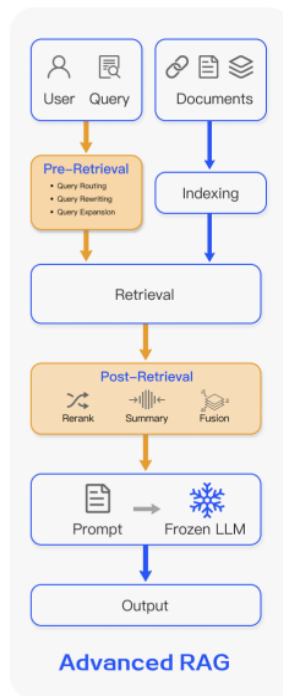 User Query
Documents
Pre-Retrieval
• Query Routing
• Query Rewriting
• Query Expansion
Indexing
Retrieval
Post-Retrieval
Rerank Summary Fusion
Prompt Frozen LLM
Output
Advanced RAG